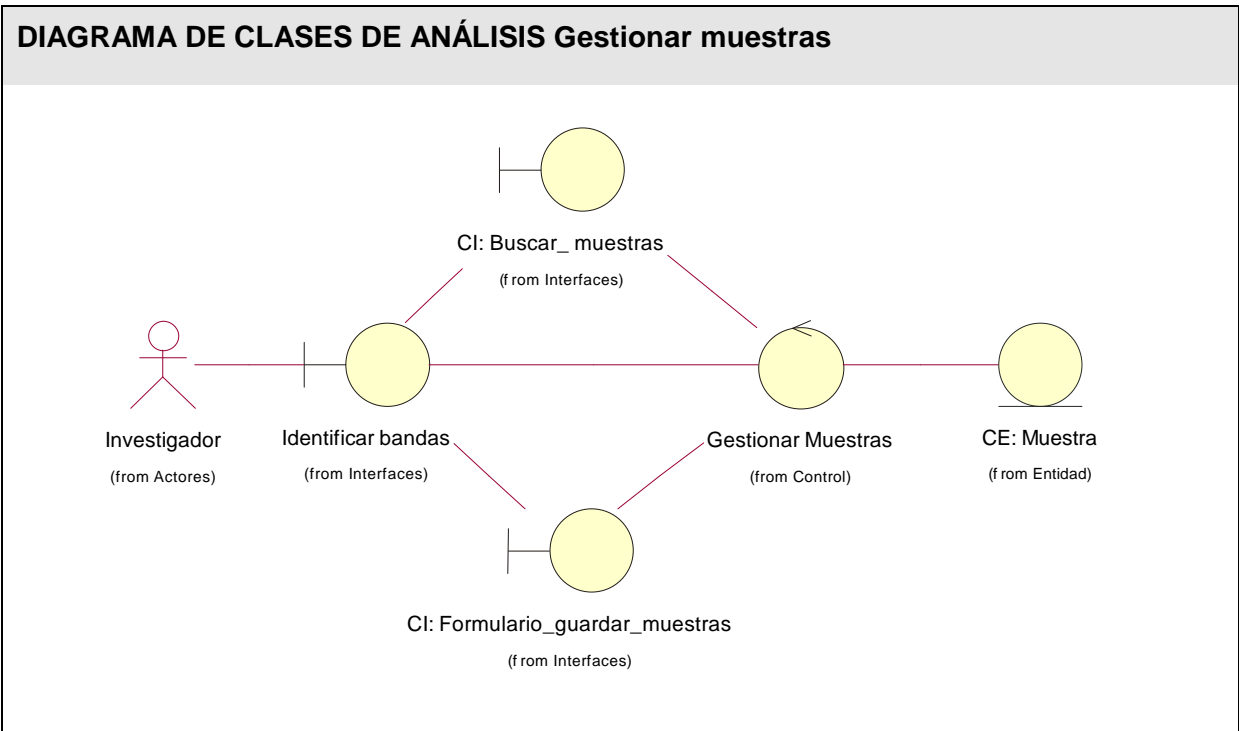 DIAGRAMA DE CLASES DE ANÁLISIS Gestionar muestras
CI: Buscar_ muestras
(f rom Interfaces)
Investigador
(from Actores)
Identificar bandas
(from Interfaces)
Gestionar Muestras
(from Control)
CE: Muestra
(f rom Entidad)
CI: Formulario_guardar_muestras
(f rom Interfaces)